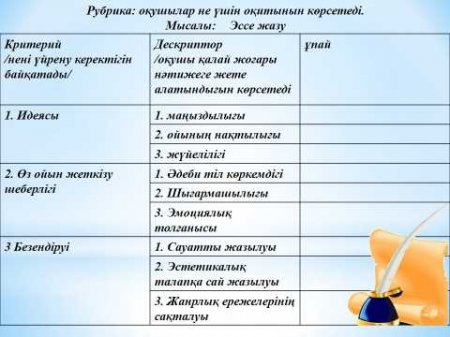 Рубрика: оқушылар не үшін оқитынын көрсетеді.
Мысалы: Эссе жазу
Критерий
/нені үйрену керектігін
байқатады/
Дескриптор
/оқушы қалай жоғары
нәтижеге жете
алатындығын көрсетеді
ұпай
1. Идеясы
1. маңыздылығы
2. ойының нақтылығы
3. жүйелілігі
2. Өз ойын жеткізу
шеберлігі
1. Әдеби тіл көркемдігі
2. Шығармашылығы
3. Эмоциялық
толғанысы
3 Безендіруі
1. Сауатты жазылуы
2. Эстетикалық
талапқа сай жазылуы
3. Жанрлық ережелерінің
сақталуы